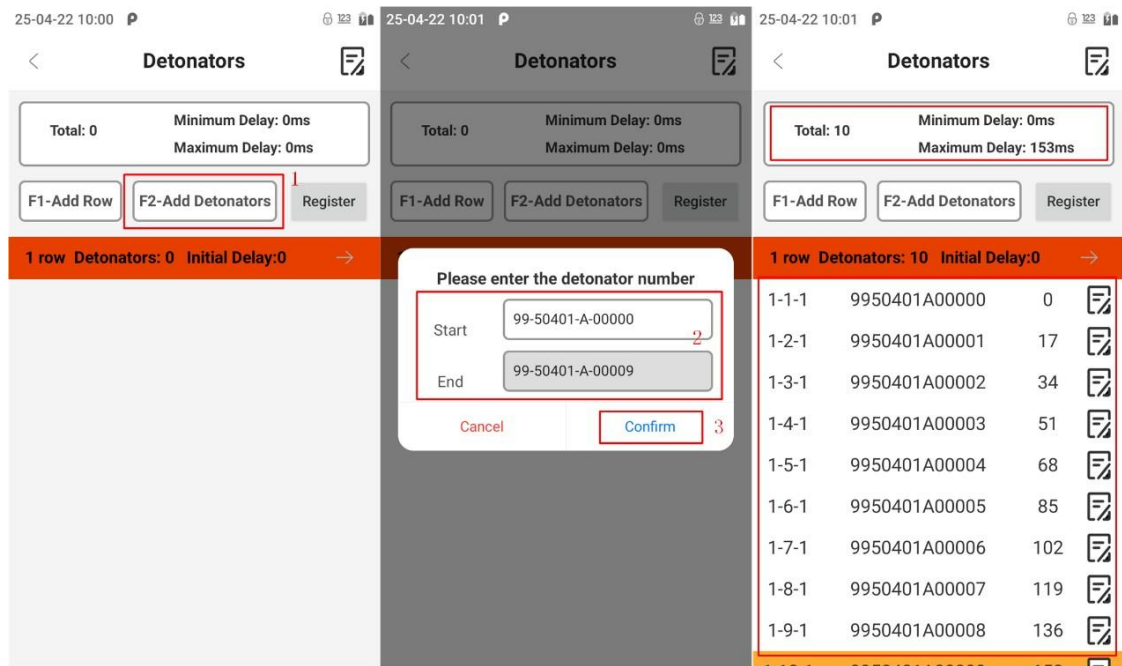 25-04-22 10:00
123
Detonators
Total: 0
Minimum Delay: 0ms
Maximum Delay: 0ms
1
F1-Add Row
F2-Add Detonators
Register
1 row Detonators: 0 Initial Delay:0
25-04-22 10:01
123
Detonators
Total: 0
Minimum Delay: 0ms
Maximum Delay: 0ms
F1-Add Row
F2-Add Detonators
Register
Please enter the detonator number
Start
99-50401-A-00000
2
End
99-50401-A-00009
Cancel
Confirm
3
25-04-22 10:01
123
Detonators
Total: 10
Minimum Delay: 0ms
Maximum Delay: 153ms
F1-Add Row
F2-Add Detonators
Register
1 row Detonators: 10 Initial Delay:0
1-1-1 9950401A00000 0
1-2-1 9950401A00001 17
1-3-1 9950401A00002 34
1-4-1 9950401A00003 51
1-5-1 9950401A00004 68
1-6-1 9950401A00005 85
1-7-1 9950401A00006 102
1-8-1 9950401A00007 119
1-9-1 9950401A00008 136